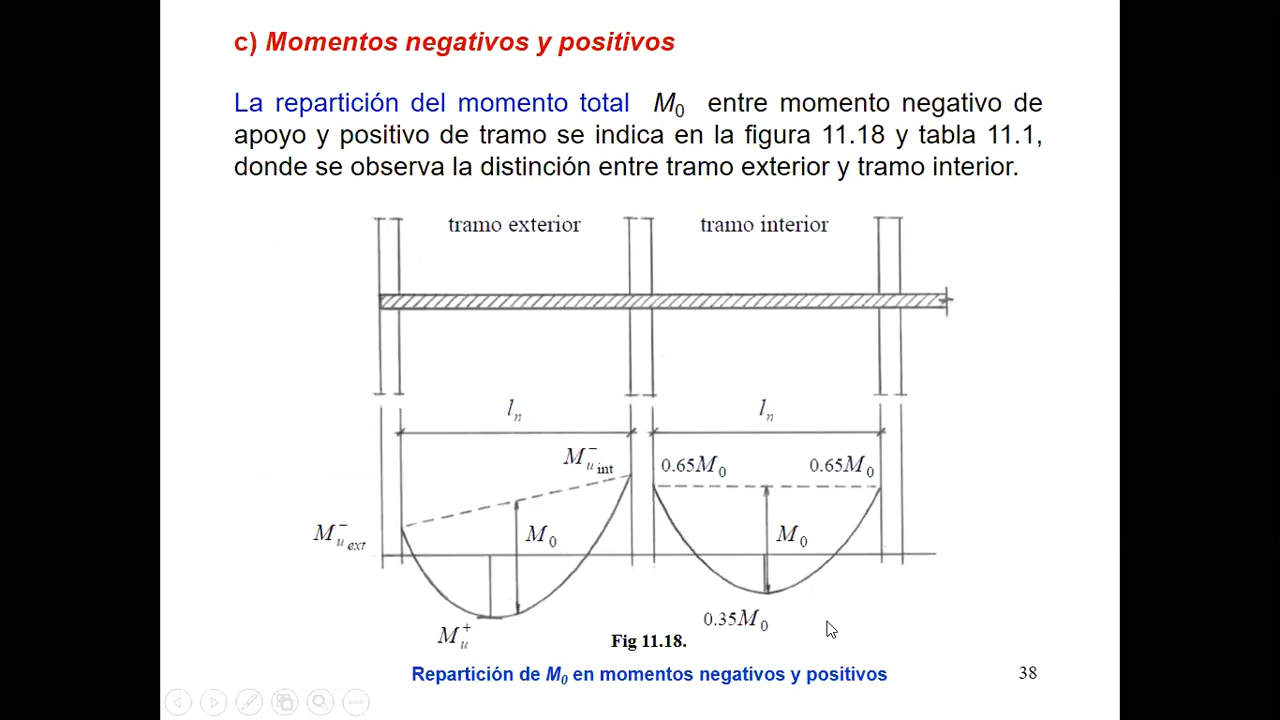 c) Momentos negativos y positivos
La repartición del momento total M0 entre momento negativo de
apoyo y positivo de tramo se indica en la figura 11.18 y tabla 11.1,
donde se observa la distinción entre tramo exterior y tramo interior.
tramo exterior
tramo interior
ln
ln
Mu⁻int
0.65M0
0.65M0
Mu⁻ext
M0
M0
0.35M0
Mu⁺
Fig 11.18.
Repartición de M0 en momentos negativos y positivos
38